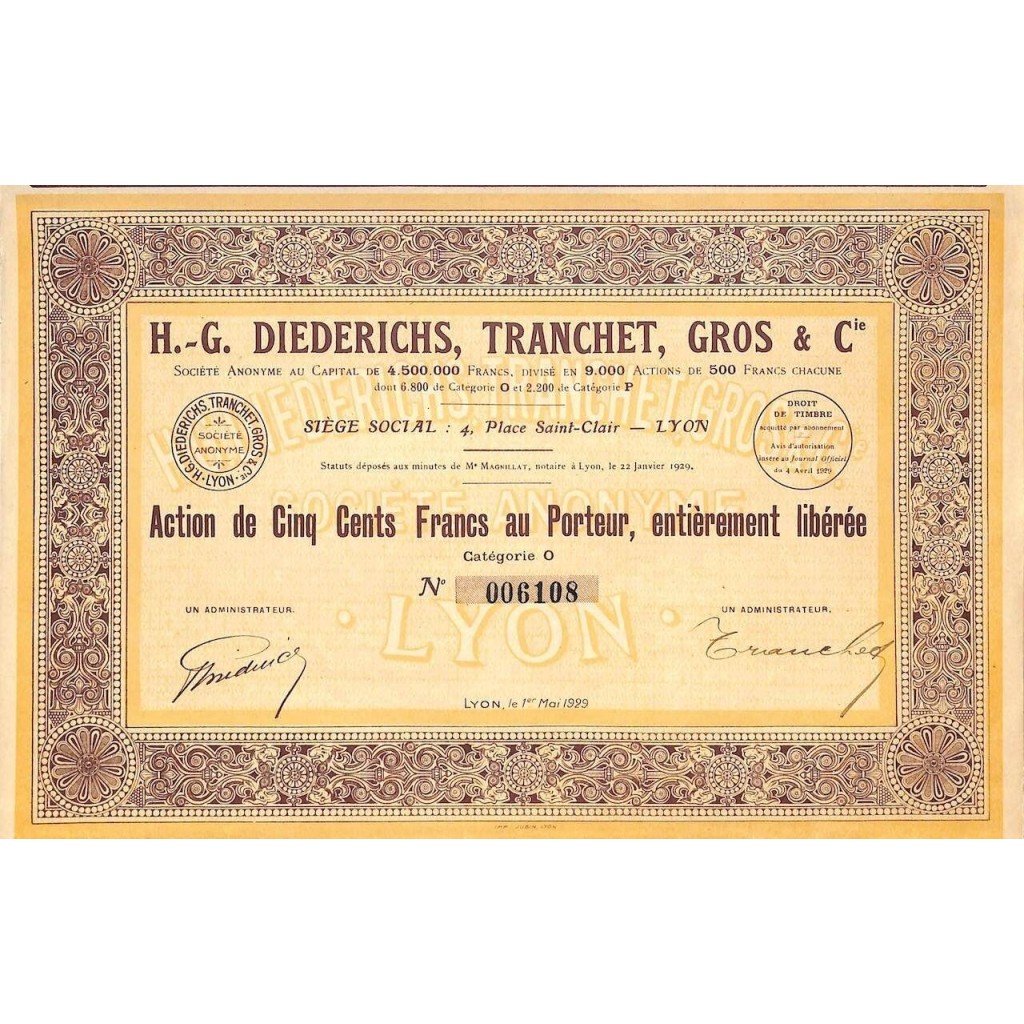 H.-G. DIEDERICHS, TRANCHET, GROS & Cie
SOCIÉTÉ ANONYME AU CAPITAL DE 4.500.000 FRANCS, DIVISÉ EN 9.000 ACTIONS DE 500 FRANCS CHACUNE
dont 6.800 de Catégorie O et 2.200 de Catégorie P
H.G. DIEDERICHS, TRANCHET, GROS & Cie
SOCIÉTÉ
ANONYME
-LYON-
SIÈGE SOCIAL : 4, Place Saint-Clair — LYON
DROIT
DE TIMBRE
acquitté par abonnement
Avis d'autorisation
inséré au Journal Officiel
du 4 Avril 1929
Statuts déposés aux minutes de Me MAGNILLAT, notaire à Lyon, le 22 Janvier 1929.
SOCIÉTÉ ANONYME
Action de Cinq Cents Francs au Porteur, entièrement libérée
Catégorie O
No 006108
UN ADMINISTRATEUR.
UN ADMINISTRATEUR.
· LYON ·
Tranchet
LYON, le 1er Mai 1929